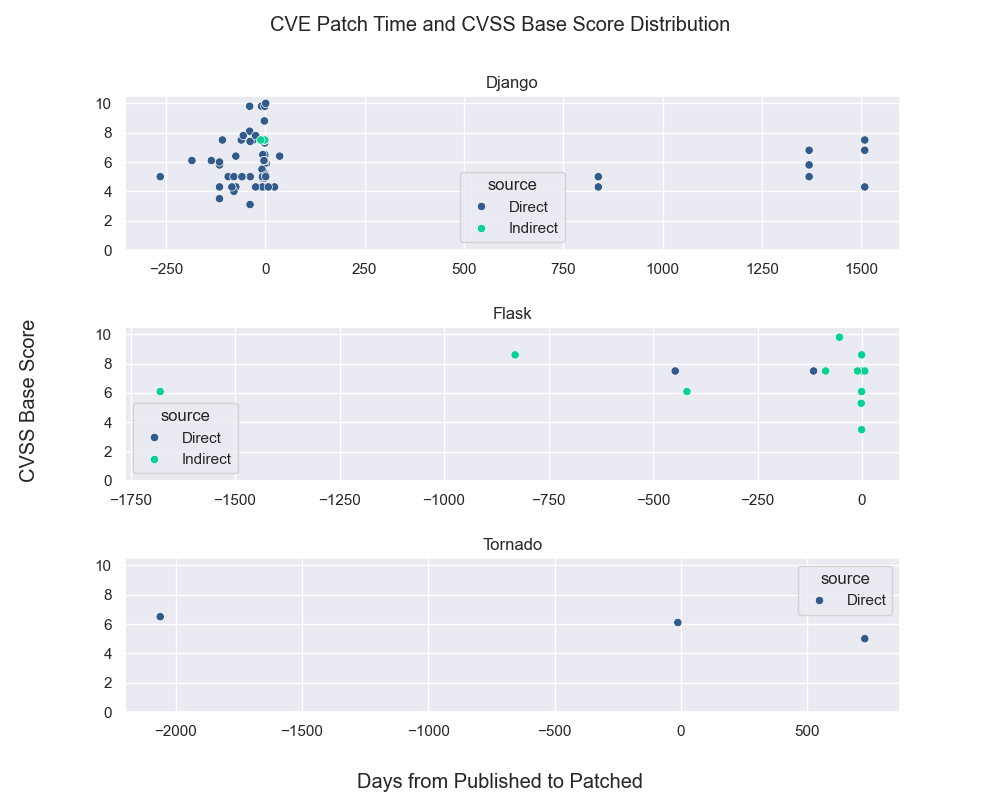 CVE Patch Time and CVSS Base Score Distribution
Django
10
8
6
4
2
0
source
Direct
Indirect
−250 0 250 500 750 1000 1250 1500
Flask
10
8
6
4
2
0
source
Direct
Indirect
−1750 −1500 −1250 −1000 −750 −500 −250 0
CVSS Base Score
Tornado
10
8
6
4
2
0
source
Direct
−2000 −1500 −1000 −500 0 500
Days from Published to Patched